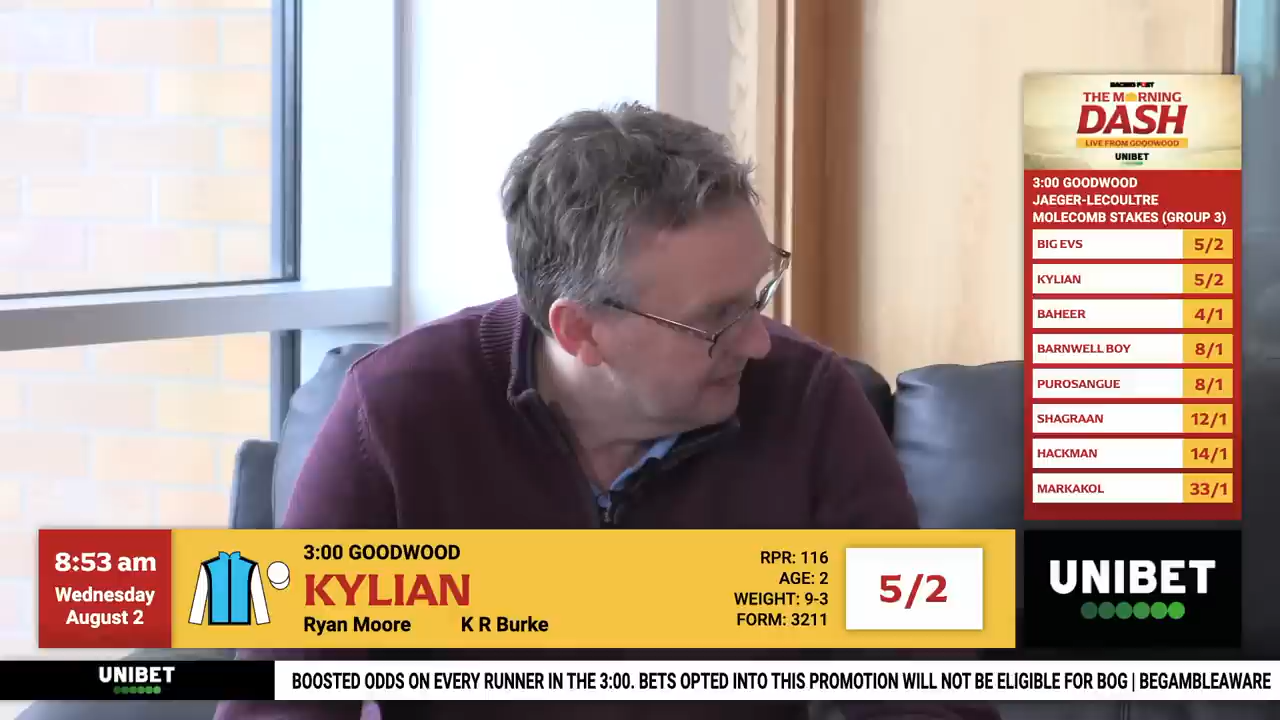 RACING POST
THE MORNING
DASH
LIVE FROM GOODWOOD
UNIBET
3:00 GOODWOOD
JAEGER-LECOULTRE
MOLECOMB STAKES (GROUP 3)
BIG EVS 5/2
KYLIAN 5/2
BAHEER 4/1
BARNWELL BOY 8/1
PUROSANGUE 8/1
SHAGRAAN 12/1
HACKMAN 14/1
MARKAKOL 33/1
8:53 am
Wednesday
August 2
3:00 GOODWOOD
KYLIAN
Ryan Moore K R Burke
RPR: 116
AGE: 2
WEIGHT: 9-3
FORM: 3211
5/2
UNIBET
UNIBET
BOOSTED ODDS ON EVERY RUNNER IN THE 3:00. BETS OPTED INTO THIS PROMOTION WILL NOT BE ELIGIBLE FOR BOG | BEGAMBLEAWARE